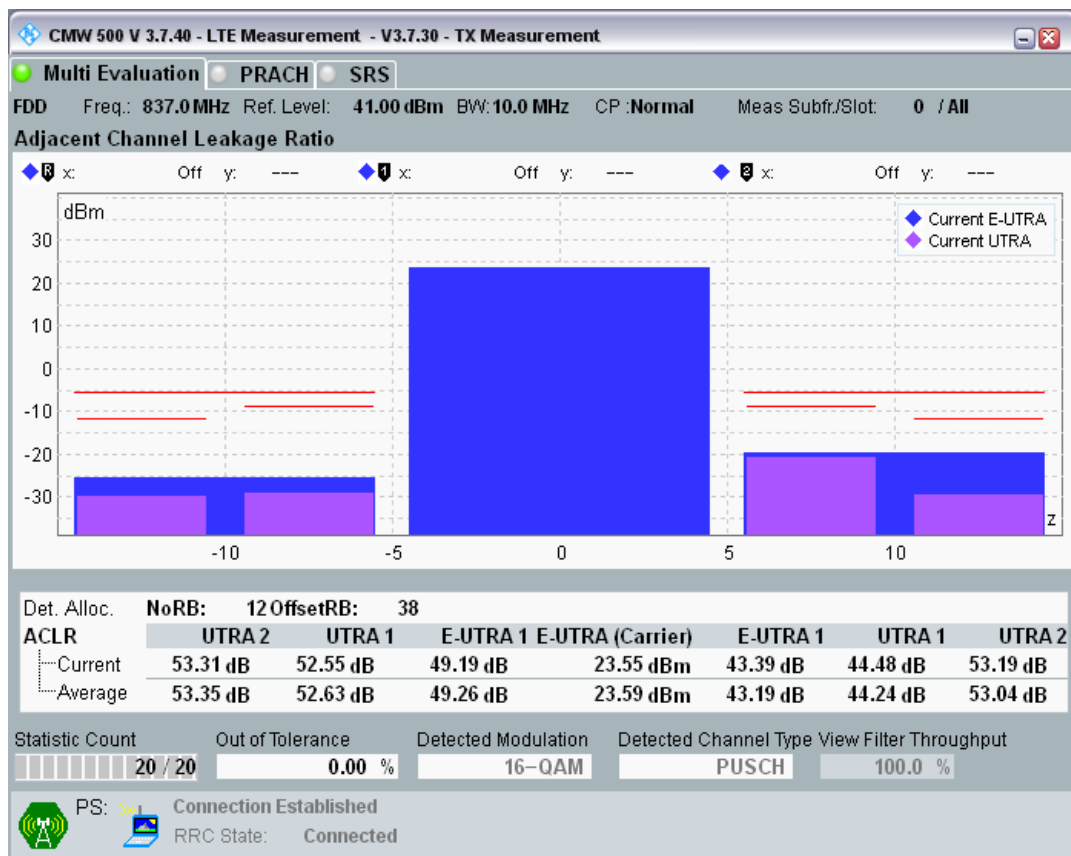 CMW 500 V 3.7.40 - LTE Measurement - V3.7.30 - TX Measurement
Multi Evaluation PRACH SRS
FDD Freq.: 837.0 MHz Ref. Level: 41.00 dBm BW: 10.0 MHz CP :Normal Meas Subfr./Slot: 0 / All
Adjacent Channel Leakage Ratio
R x: Off y: --- 1 x: Off y: --- 2 x: Off y: ---
dBm
Current E-UTRA
Current UTRA
30
20
10
0
-10
-20
-30
z
-10 -5 0 5 10
Det. Alloc. NoRB: 12 OffsetRB: 38
ACLR UTRA 2 UTRA 1 E-UTRA 1 E-UTRA (Carrier) E-UTRA 1 UTRA 1 UTRA 2
Current 53.31 dB 52.55 dB 49.19 dB 23.55 dBm 43.39 dB 44.48 dB 53.19 dB
Average 53.35 dB 52.63 dB 49.26 dB 23.59 dBm 43.19 dB 44.24 dB 53.04 dB
Statistic Count Out of Tolerance Detected Modulation Detected Channel Type View Filter Throughput
20 / 20 0.00 % 16-QAM PUSCH 100.0 %
PS: Connection Established
RRC State: Connected